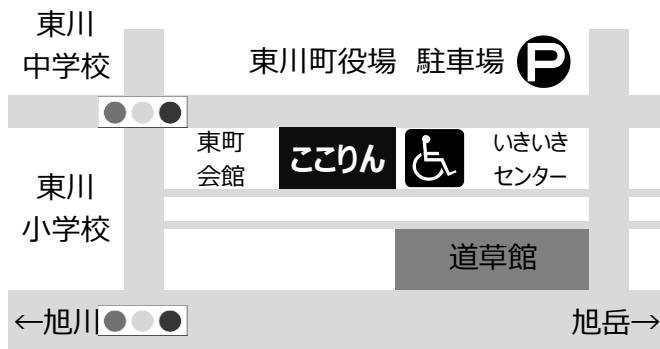 東川
中学校
東川町役場 駐車場 P
東町
会館
ここりん
いきいき
センター
東川
小学校
道草館
←旭川
旭岳→